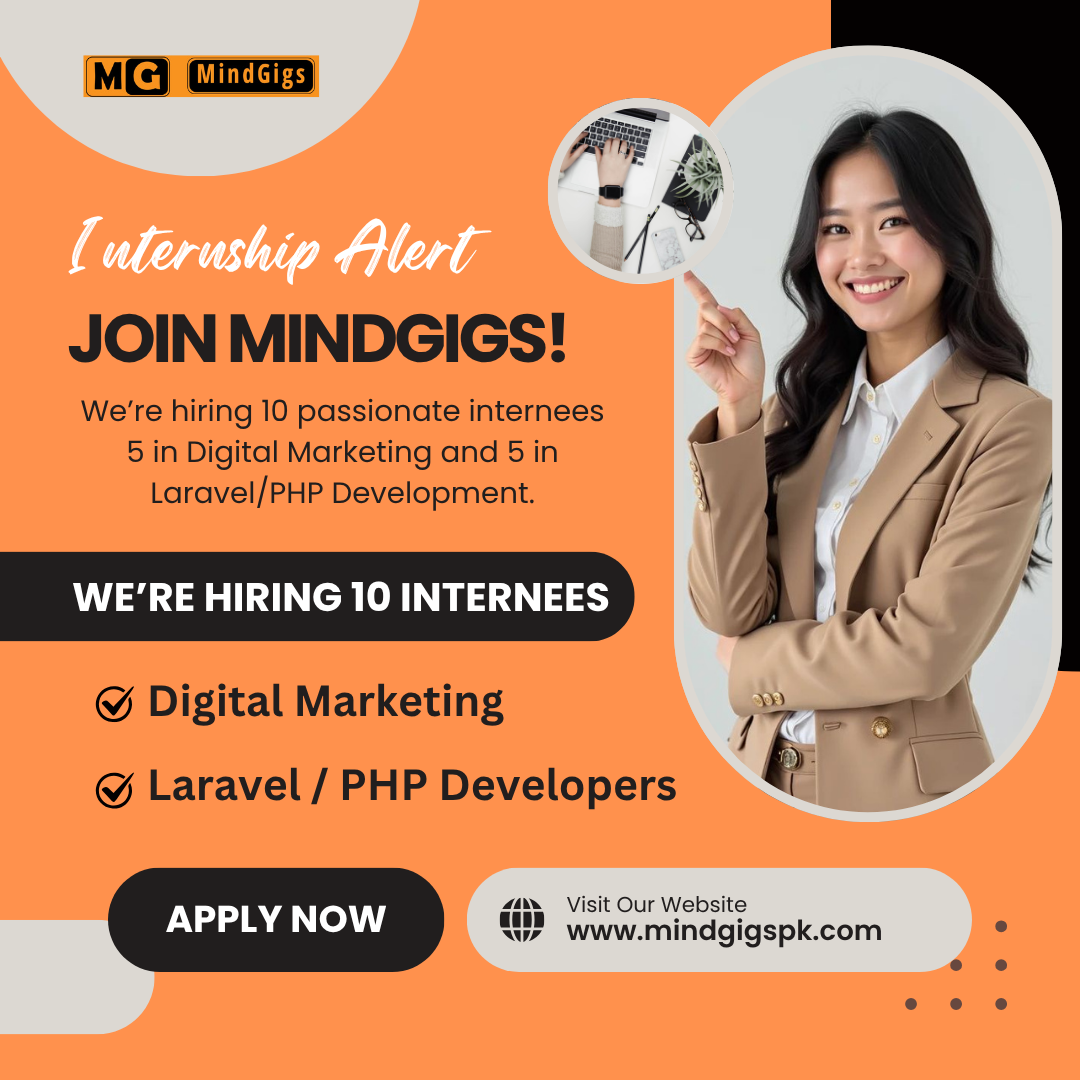 MG MindGigs
Internship Alert
JOIN MINDGIGS!
We’re hiring 10 passionate internees
5 in Digital Marketing and 5 in
Laravel/PHP Development.
WE’RE HIRING 10 INTERNEES
Digital Marketing
Laravel / PHP Developers
APPLY NOW
Visit Our Website
www.mindgigspk.com